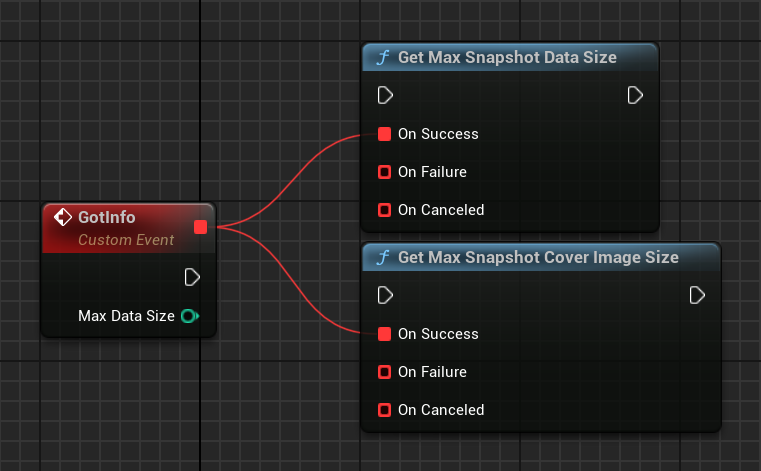 Get Max Snapshot Data Size
On Success
On Failure
On Canceled
GotInfo
Custom Event
Max Data Size
Get Max Snapshot Cover Image Size
On Success
On Failure
On Canceled